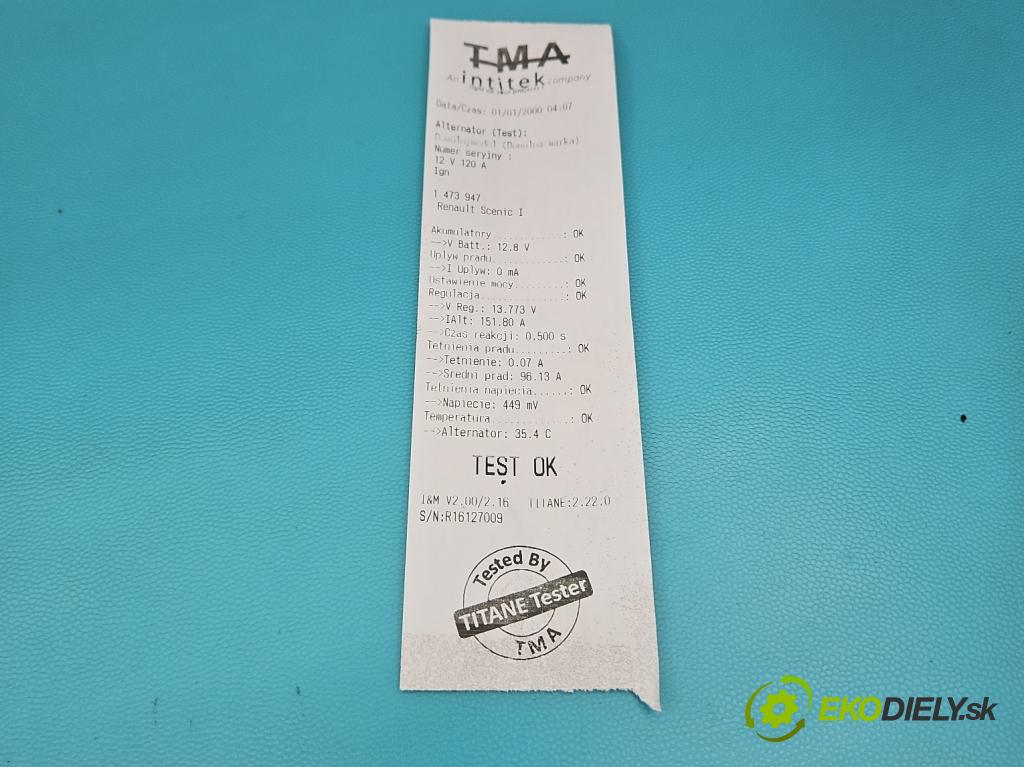 TMA
An intitek company
Data/Czas: 01/01/2000 04:07
Alternator (Test):
Dowolnymodel (Dowolna marka)
Numer seryjny :
12 V 120 A
Ign
1 473 947
Renault Scenic I
Akumulatory............: OK
-->V Batt.: 12.8 V
Uplyw pradu............: OK
-->I Uplyw: 0 mA
Ustawienie mocy.........: OK
Regulacja..............: OK
-->V Reg.: 13.773 V
-->IAlt: 151.80 A
-->Czas reakcji: 0.500 s
Tetnienia pradu.........: OK
-->Tetnienie: 0.07 A
-->Sredni prad: 96.13 A
Tetnienia napiecia......: OK
-->Napiecie: 449 mV
Temperatura.............: OK
-->Alternator: 35.4 C
TEST OK
I&M V2.00/2.16 TITANE:2.22.0
S/N:R16127009
Tested By
TITANE Tester
TMA
EKODIELY.sk